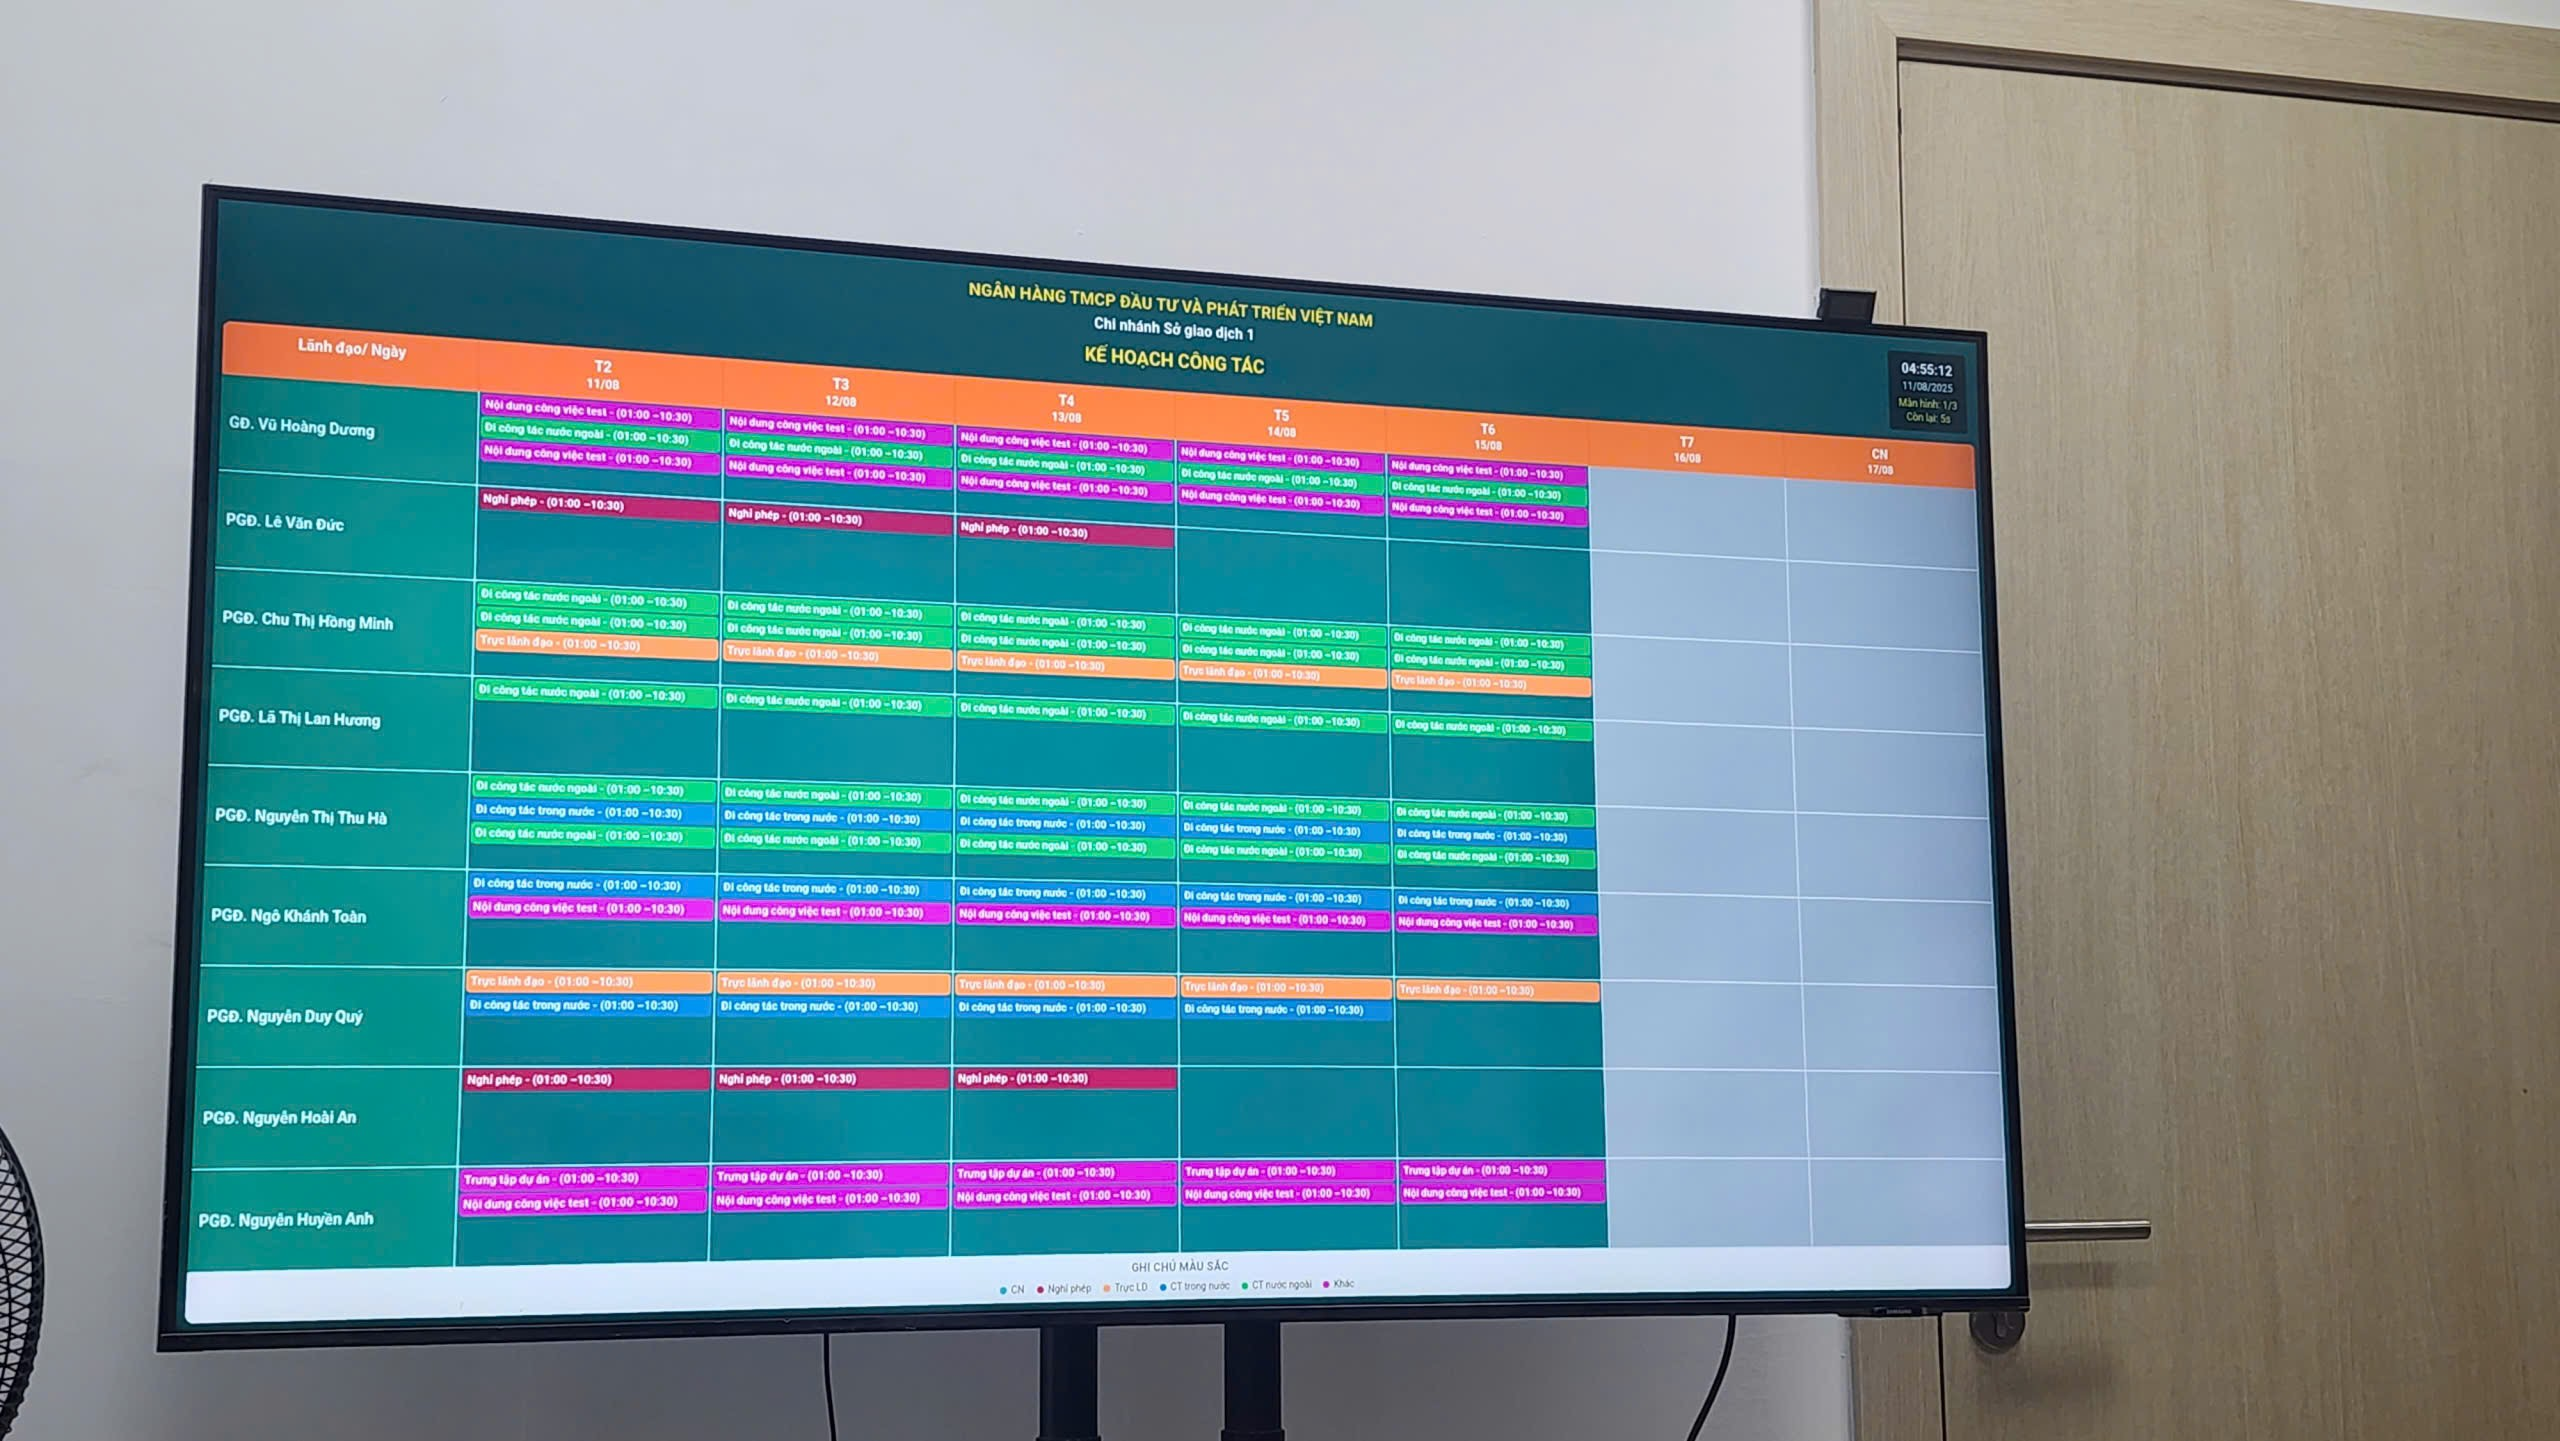 NGÂN HÀNG TMCP ĐẦU TƯ VÀ PHÁT TRIỂN VIỆT NAM
Chi nhánh Sở giao dịch 1
KẾ HOẠCH CÔNG TÁC
04:55:12
11/08/2025
Màn hình: 1/3
Còn lại: 5s
Lãnh đạo/ Ngày
T2 T3 T4 T5 T6 T7 CN
11/08 12/08 13/08 14/08 15/08 16/08 17/08
GĐ. Vũ Hoàng Dương
Nội dung công việc test - (01:00 –10:30) Nội dung công việc test - (01:00 –10:30) Nội dung công việc test - (01:00 –10:30) Nội dung công việc test - (01:00 –10:30) Nội dung công việc test - (01:00 –10:30)
Đi công tác nước ngoài - (01:00 –10:30) Đi công tác nước ngoài - (01:00 –10:30) Đi công tác nước ngoài - (01:00 –10:30) Đi công tác nước ngoài - (01:00 –10:30) Đi công tác nước ngoài - (01:00 –10:30)
Nội dung công việc test - (01:00 –10:30) Nội dung công việc test - (01:00 –10:30) Nội dung công việc test - (01:00 –10:30) Nội dung công việc test - (01:00 –10:30) Nội dung công việc test - (01:00 –10:30)
PGĐ. Lê Văn Đức
Nghỉ phép - (01:00 –10:30) Nghỉ phép - (01:00 –10:30) Nghỉ phép - (01:00 –10:30)
PGĐ. Chu Thị Hồng Minh
Đi công tác nước ngoài - (01:00 –10:30) Đi công tác nước ngoài - (01:00 –10:30) Đi công tác nước ngoài - (01:00 –10:30) Đi công tác nước ngoài - (01:00 –10:30) Đi công tác nước ngoài - (01:00 –10:30)
Đi công tác nước ngoài - (01:00 –10:30) Đi công tác nước ngoài - (01:00 –10:30) Đi công tác nước ngoài - (01:00 –10:30) Đi công tác nước ngoài - (01:00 –10:30) Đi công tác nước ngoài - (01:00 –10:30)
Trực lãnh đạo - (01:00 –10:30) Trực lãnh đạo - (01:00 –10:30) Trực lãnh đạo - (01:00 –10:30) Trực lãnh đạo - (01:00 –10:30) Trực lãnh đạo - (01:00 –10:30)
PGĐ. Lã Thị Lan Hương
Đi công tác nước ngoài - (01:00 –10:30) Đi công tác nước ngoài - (01:00 –10:30) Đi công tác nước ngoài - (01:00 –10:30) Đi công tác nước ngoài - (01:00 –10:30) Đi công tác nước ngoài - (01:00 –10:30)
PGĐ. Nguyễn Thị Thu Hà
Đi công tác nước ngoài - (01:00 –10:30) Đi công tác nước ngoài - (01:00 –10:30) Đi công tác nước ngoài - (01:00 –10:30) Đi công tác nước ngoài - (01:00 –10:30) Đi công tác nước ngoài - (01:00 –10:30)
Đi công tác trong nước - (01:00 –10:30) Đi công tác trong nước - (01:00 –10:30) Đi công tác trong nước - (01:00 –10:30) Đi công tác trong nước - (01:00 –10:30) Đi công tác trong nước - (01:00 –10:30)
Đi công tác nước ngoài - (01:00 –10:30) Đi công tác nước ngoài - (01:00 –10:30) Đi công tác nước ngoài - (01:00 –10:30) Đi công tác nước ngoài - (01:00 –10:30) Đi công tác nước ngoài - (01:00 –10:30)
PGĐ. Ngô Khánh Toàn
Đi công tác trong nước - (01:00 –10:30) Đi công tác trong nước - (01:00 –10:30) Đi công tác trong nước - (01:00 –10:30) Đi công tác trong nước - (01:00 –10:30) Đi công tác trong nước - (01:00 –10:30)
Nội dung công việc test - (01:00 –10:30) Nội dung công việc test - (01:00 –10:30) Nội dung công việc test - (01:00 –10:30) Nội dung công việc test - (01:00 –10:30) Nội dung công việc test - (01:00 –10:30)
PGĐ. Nguyễn Duy Quý
Trực lãnh đạo - (01:00 –10:30) Trực lãnh đạo - (01:00 –10:30) Trực lãnh đạo - (01:00 –10:30) Trực lãnh đạo - (01:00 –10:30) Trực lãnh đạo - (01:00 –10:30)
Đi công tác trong nước - (01:00 –10:30) Đi công tác trong nước - (01:00 –10:30) Đi công tác trong nước - (01:00 –10:30) Đi công tác trong nước - (01:00 –10:30)
PGĐ. Nguyễn Hoài An
Nghỉ phép - (01:00 –10:30) Nghỉ phép - (01:00 –10:30) Nghỉ phép - (01:00 –10:30)
PGĐ. Nguyễn Huyền Anh
Trưng tập dự án - (01:00 –10:30) Trưng tập dự án - (01:00 –10:30) Trưng tập dự án - (01:00 –10:30) Trưng tập dự án - (01:00 –10:30) Trưng tập dự án - (01:00 –10:30)
Nội dung công việc test - (01:00 –10:30) Nội dung công việc test - (01:00 –10:30) Nội dung công việc test - (01:00 –10:30) Nội dung công việc test - (01:00 –10:30) Nội dung công việc test - (01:00 –10:30)
GHI CHÚ MÀU SẮC
CN Nghỉ phép Trực LD CT trong nước CT nước ngoài Khác
SAMSUNG